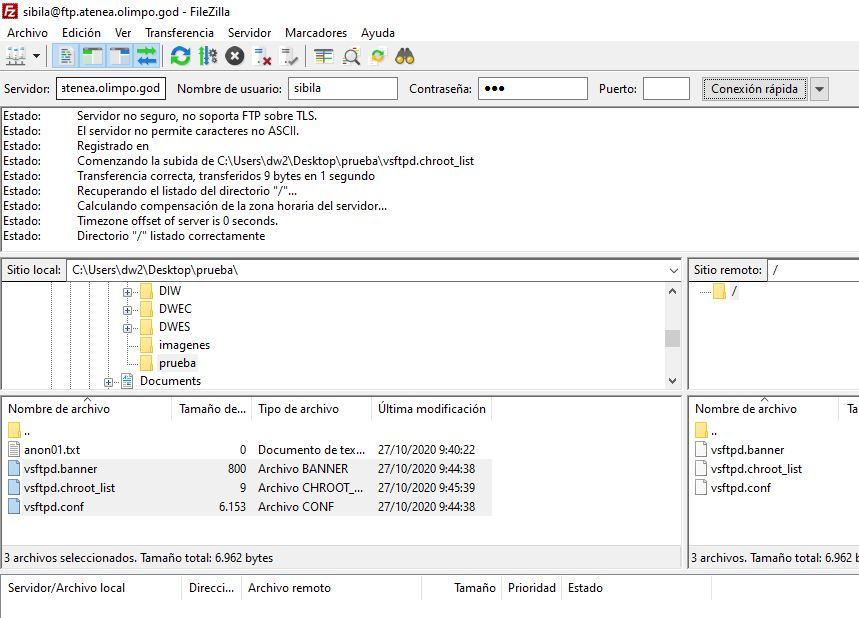 sibila@ftp.atenea.olimpo.god - FileZilla
Archivo Edición Ver Transferencia Servidor Marcadores Ayuda
Servidor: atenea.olimpo.god Nombre de usuario: sibila Contraseña: ●●● Puerto: Conexión rápida
Estado: Servidor no seguro, no soporta FTP sobre TLS.
Estado: El servidor no permite caracteres no ASCII.
Estado: Registrado en
Estado: Comenzando la subida de C:\Users\dw2\Desktop\prueba\vsftpd.chroot_list
Estado: Transferencia correcta, transferidos 9 bytes en 1 segundo
Estado: Recuperando el listado del directorio "/"...
Estado: Calculando compensación de la zona horaria del servidor...
Estado: Timezone offset of server is 0 seconds.
Estado: Directorio "/" listado correctamente
Sitio local: C:\Users\dw2\Desktop\prueba\
DIW
DWEC
DWES
imagenes
prueba
Documents
Sitio remoto: /
/
Nombre de archivo Tamaño de... Tipo de archivo Última modificación
..
anon01.txt 0 Documento de tex... 27/10/2020 9:40:22
vsftpd.banner 800 Archivo BANNER 27/10/2020 9:44:38
vsftpd.chroot_list 9 Archivo CHROOT_... 27/10/2020 9:45:39
vsftpd.conf 6.153 Archivo CONF 27/10/2020 9:44:38
3 archivos seleccionados. Tamaño total: 6.962 bytes
Nombre de archivo Ta
..
vsftpd.banner
vsftpd.chroot_list
vsftpd.conf
3 archivos. Tamaño total: 6.962 b
Servidor/Archivo local Direcci... Archivo remoto Tamaño Prioridad Estado